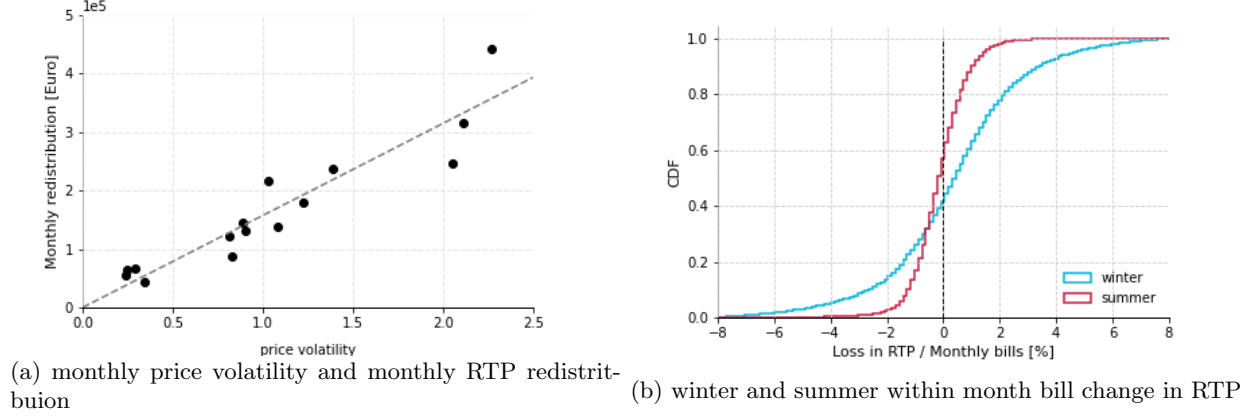 1e5
5
4
3
2
1
0
Monthly redistribution [Euro]
0.0 0.5 1.0 1.5 2.0 2.5
price volatility
(a) monthly price volatility and monthly RTP redistrit-
buion
1.0
0.8
0.6
0.4
0.2
0.0
CDF
winter
summer
−8 −6 −4 −2 0 2 4 6 8
Loss in RTP / Monthly bills [%]
(b) winter and summer within month bill change in RTP